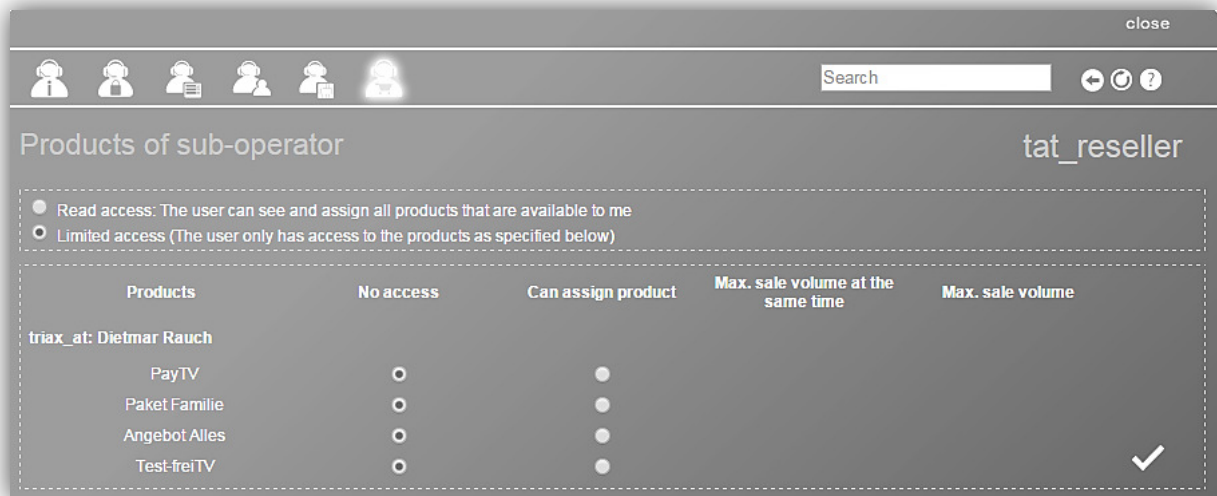 close
Search
Products of sub-operator
tat_reseller
Read access: The user can see and assign all products that are available to me
Limited access (The user only has access to the products as specified below)
Products No access Can assign product Max. sale volume at the same time Max. sale volume
triax_at: Dietmar Rauch
PayTV
Paket Familie
Angebot Alles
Test-freiTV